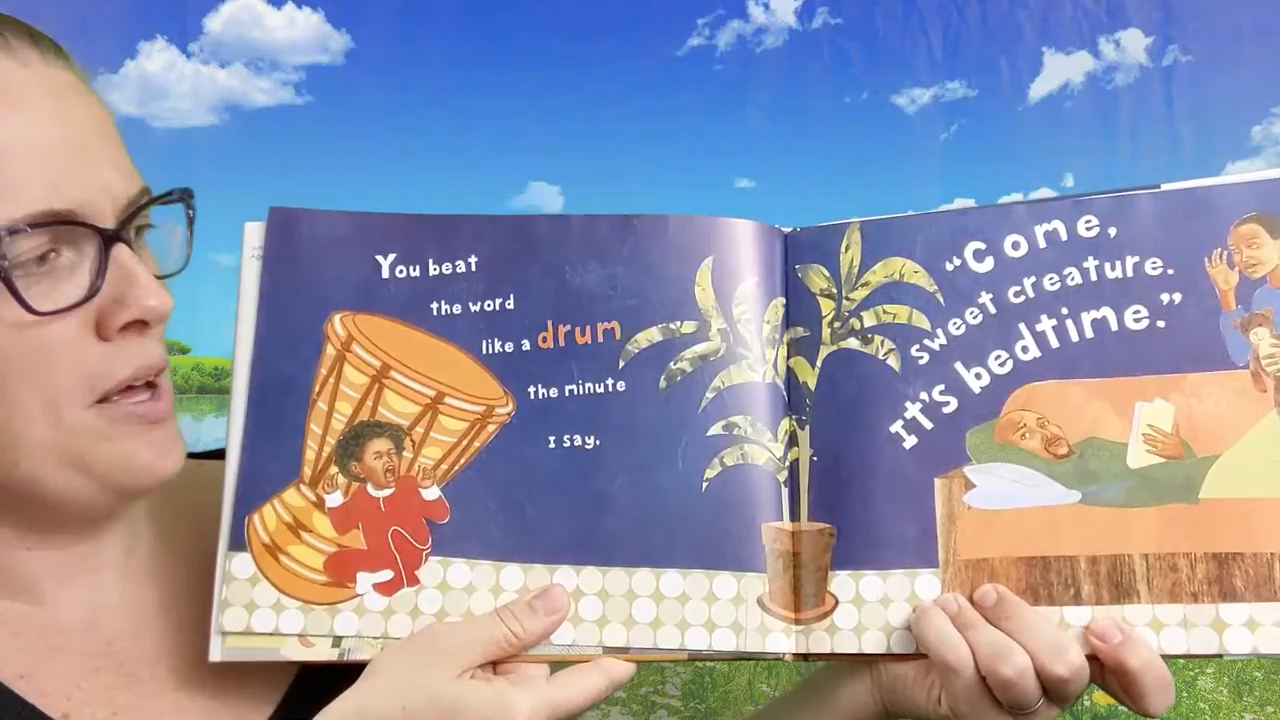 You beat
the word
like a drum
the minute
I say,
"Come,
sweet creature.
It's bedtime."